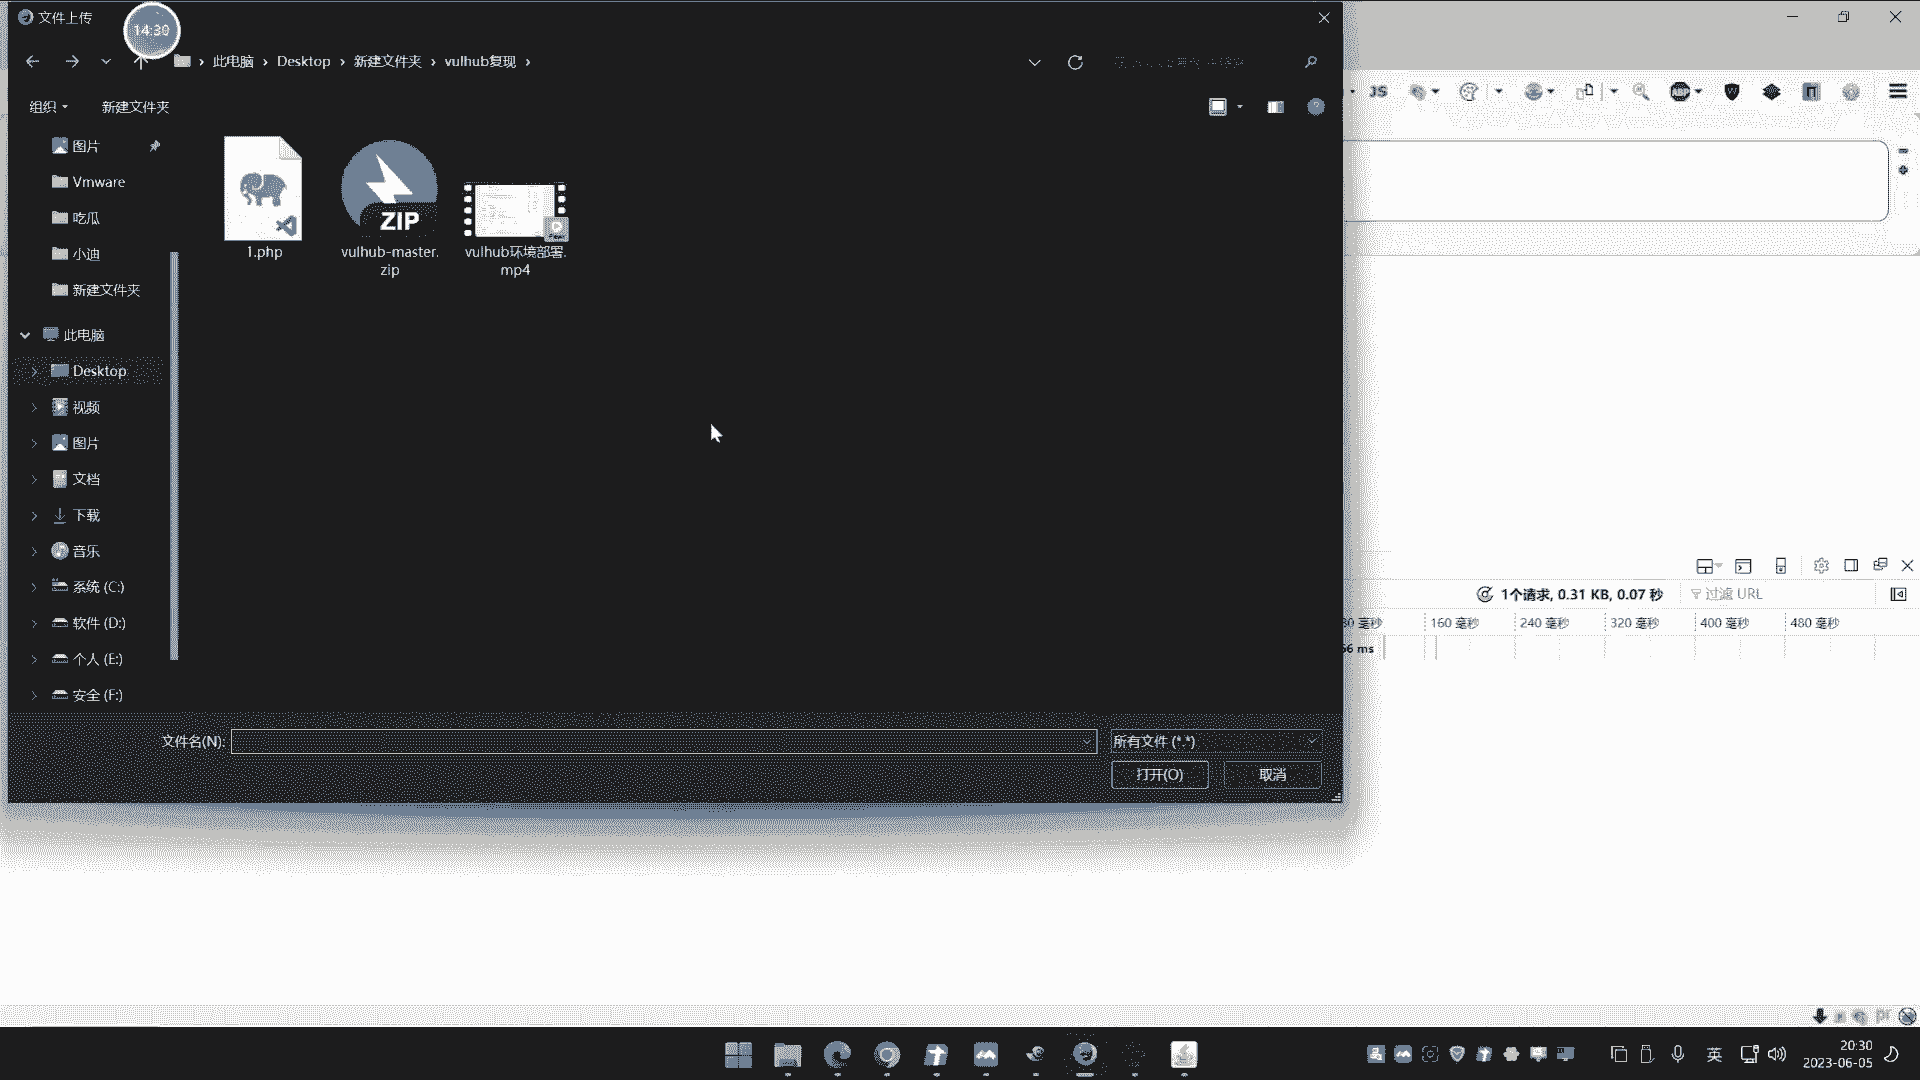 文件上传
14:30
此电脑 › Desktop › 新建文件夹 › vulhub复现 ›
组织 新建文件夹
JS
ABP
图片
Vmware
吃瓜
小迪
新建文件夹
此电脑
Desktop
视频
图片
文档
下载
音乐
系统 (C:)
软件 (D:)
个人 (E:)
安全 (F:)
1.php
ZIP
vulhub-master.
zip
vulhub环境部署.
mp4
1个请求, 0.31 KB, 0.07 秒
过滤 URL
毫秒 160 毫秒 240 毫秒 320 毫秒 400 毫秒 480 毫秒
ms
文件名(N):
所有文件 (*.*)
打开(O) 取消
英
20:30
2023-06-05